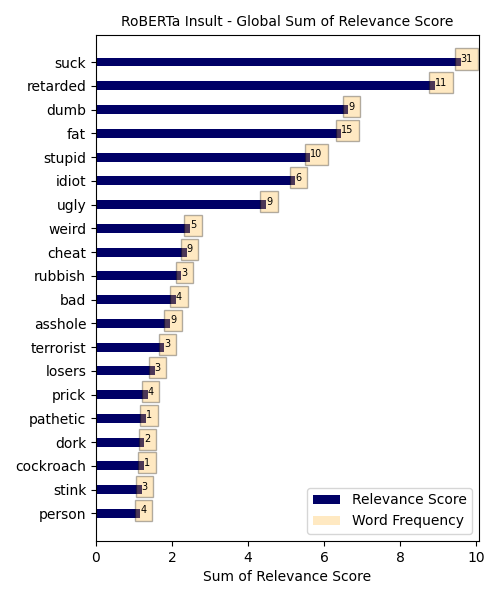 RoBERTa Insult - Global Sum of Relevance Score
suck 31
retarded 11
dumb 9
fat 15
stupid 10
idiot 6
ugly 9
weird 5
cheat 9
rubbish 3
bad 4
asshole 9
terrorist 3
losers 3
prick 4
pathetic 1
dork 2
cockroach 1
stink 3
person 4
Relevance Score
Word Frequency
0 2 4 6 8 10
Sum of Relevance Score